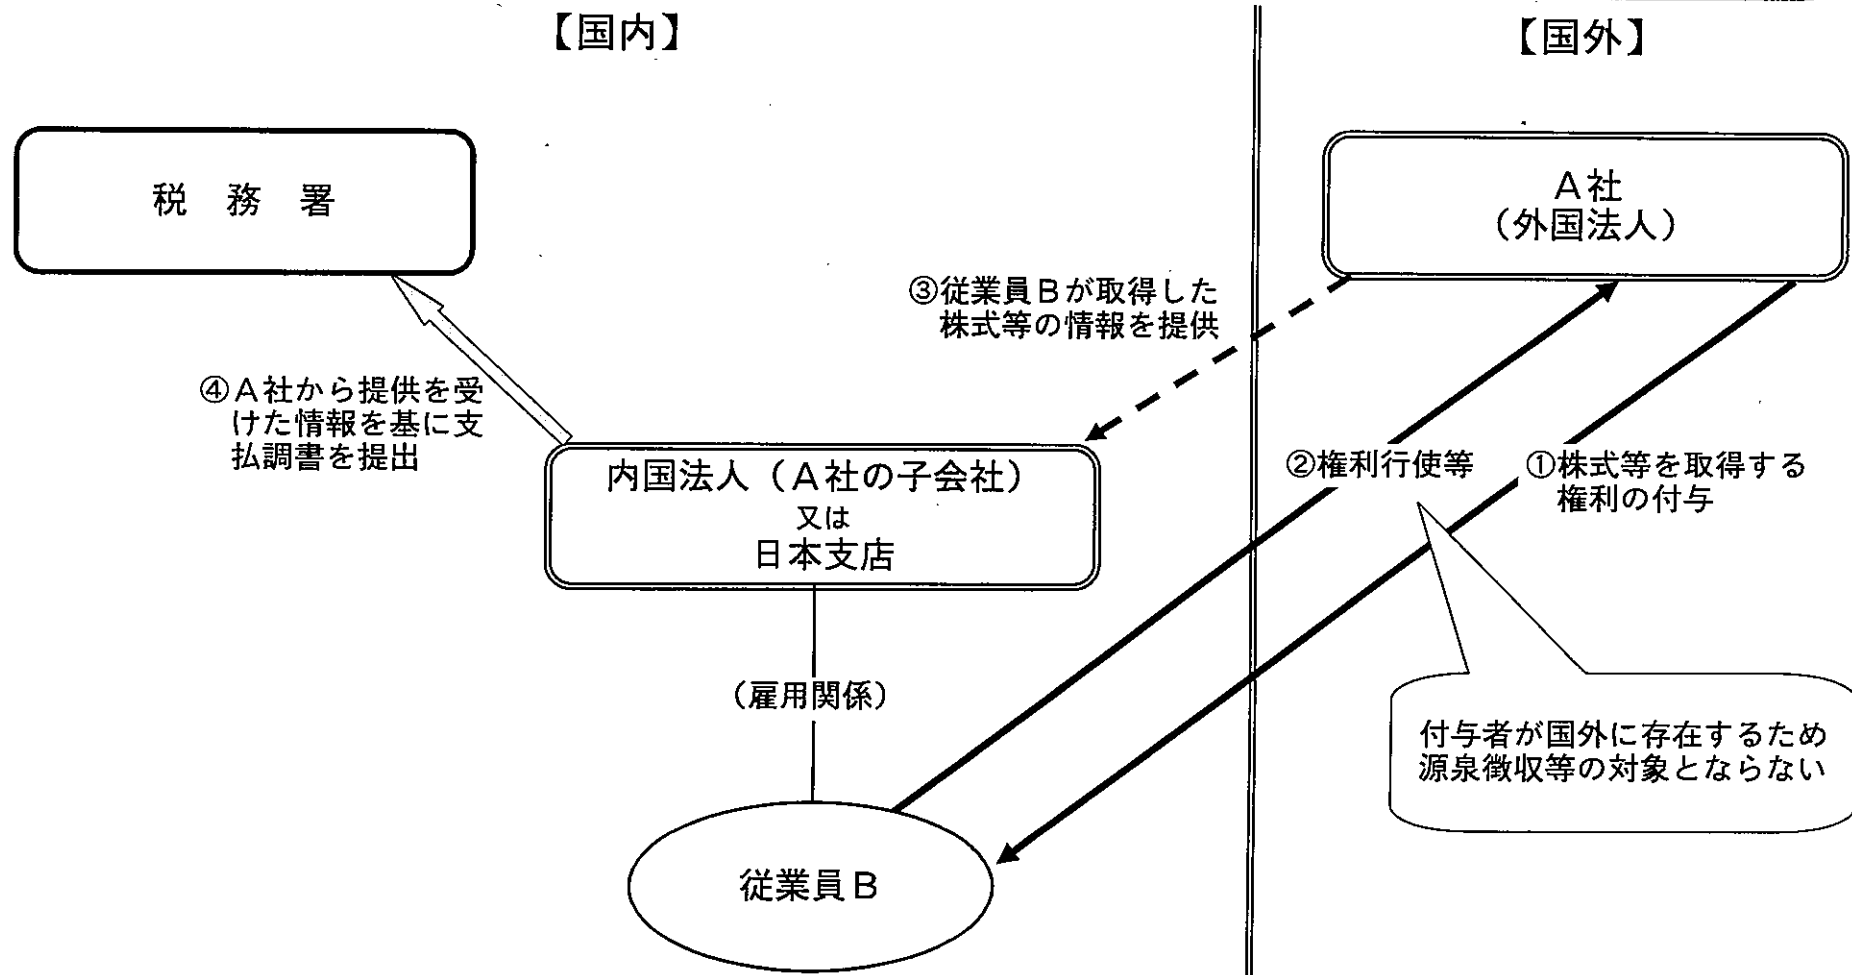 【国内】
【国外】
税　務　署
A社
(外国法人)
③従業員Bが取得した
株式等の情報を提供
④A社から提供を受
けた情報を基に支
払調書を提出
内国法人(A社の子会社)
又は
日本支店
②権利行使等
①株式等を取得する
権利の付与
(雇用関係)
付与者が国外に存在するため
源泉徴収等の対象とならない
従業員B